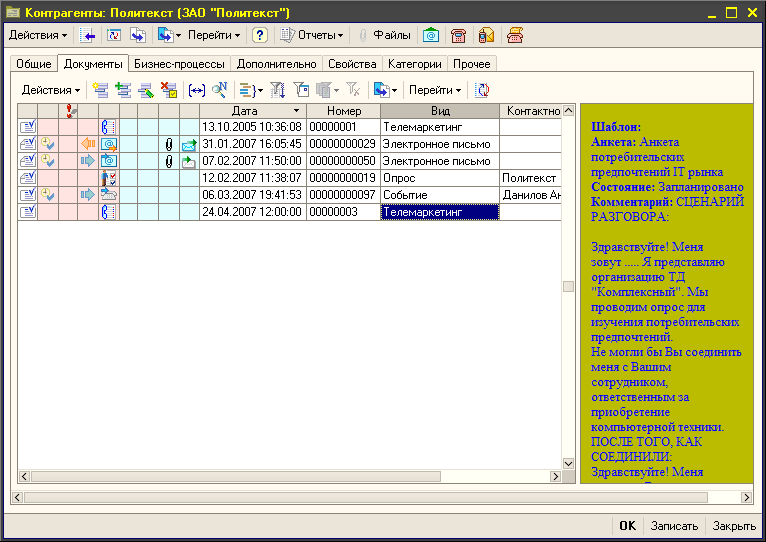 Контрагенты: Политекст (ЗАО "Политекст")
Действия Перейти ? Отчеты Файлы
Общие Документы Бизнес-процессы Дополнительно Свойства Категории Прочее
Действия Перейти
Дата Номер Вид Контактно
13.10.2005 10:36:08 00000001 Телемаркетинг
31.01.2007 16:05:45 00000000029 Электронное письмо
07.02.2007 11:50:00 00000000050 Электронное письмо
12.02.2007 11:38:07 00000000019 Опрос Политекст
06.03.2007 19:41:53 00000000097 Событие Данилов Ан
24.04.2007 12:00:00 00000003 Телемаркетинг
Шаблон:
Анкета: Анкета
потребительских
предпочтений IT рынка
Состояние: Запланировано
Комментарий: СЦЕНАРИЙ
РАЗГОВОРА:
Здравствуйте! Меня
зовут ..... Я представляю
организацию ТД
"Комплексный". Мы
проводим опрос для
изучения потребительских
предпочтений.
Не могли бы Вы соединить
меня с Вашим
сотрудником,
ответственным за
приобретение
компьютерной техники.
ПОСЛЕ ТОГО, КАК
СОЕДИНИЛИ:
Здравствуйте! Меня
OK Записать Закрыть